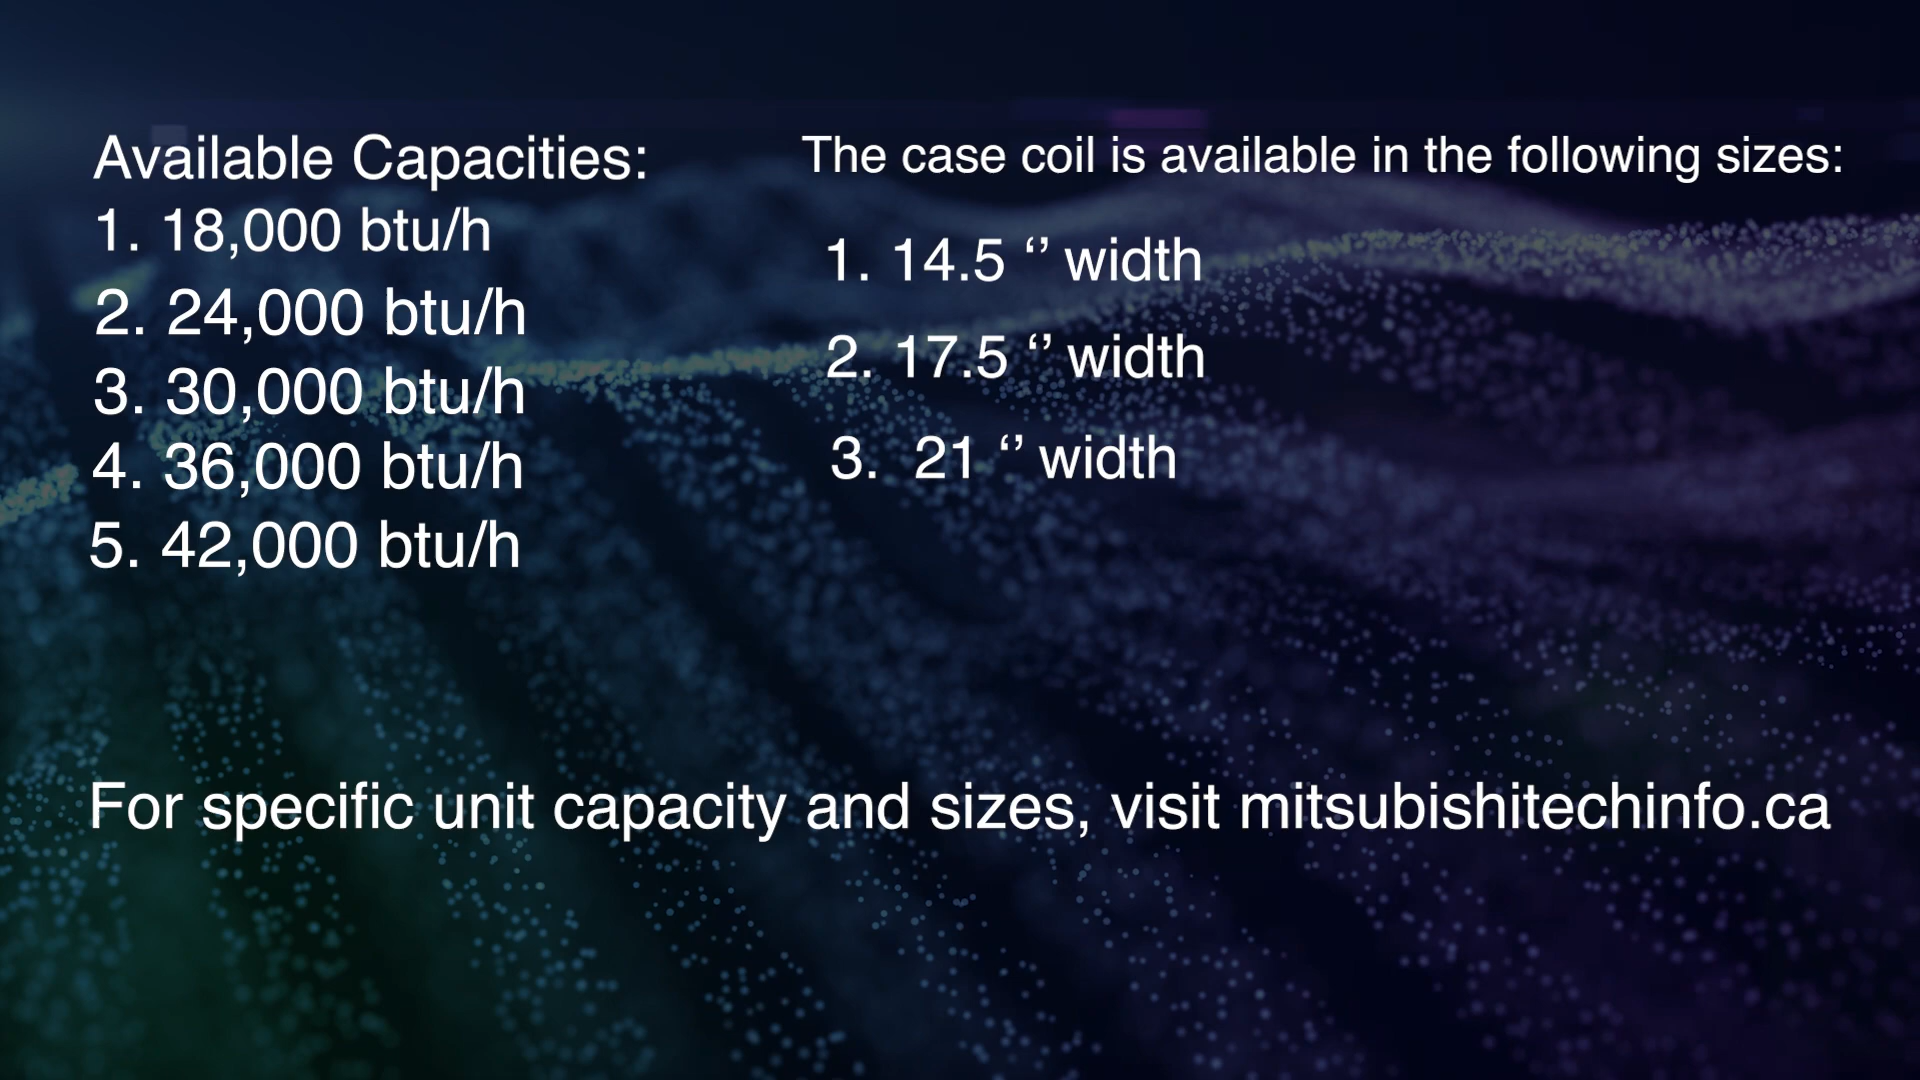 Available Capacities:
1. 18,000 btu/h
2. 24,000 btu/h
3. 30,000 btu/h
4. 36,000 btu/h
5. 42,000 btu/h
The case coil is available in the following sizes:
1. 14.5 ‘’ width
2. 17.5 ‘’ width
3. 21 ‘’ width
For specific unit capacity and sizes, visit mitsubishitechinfo.ca